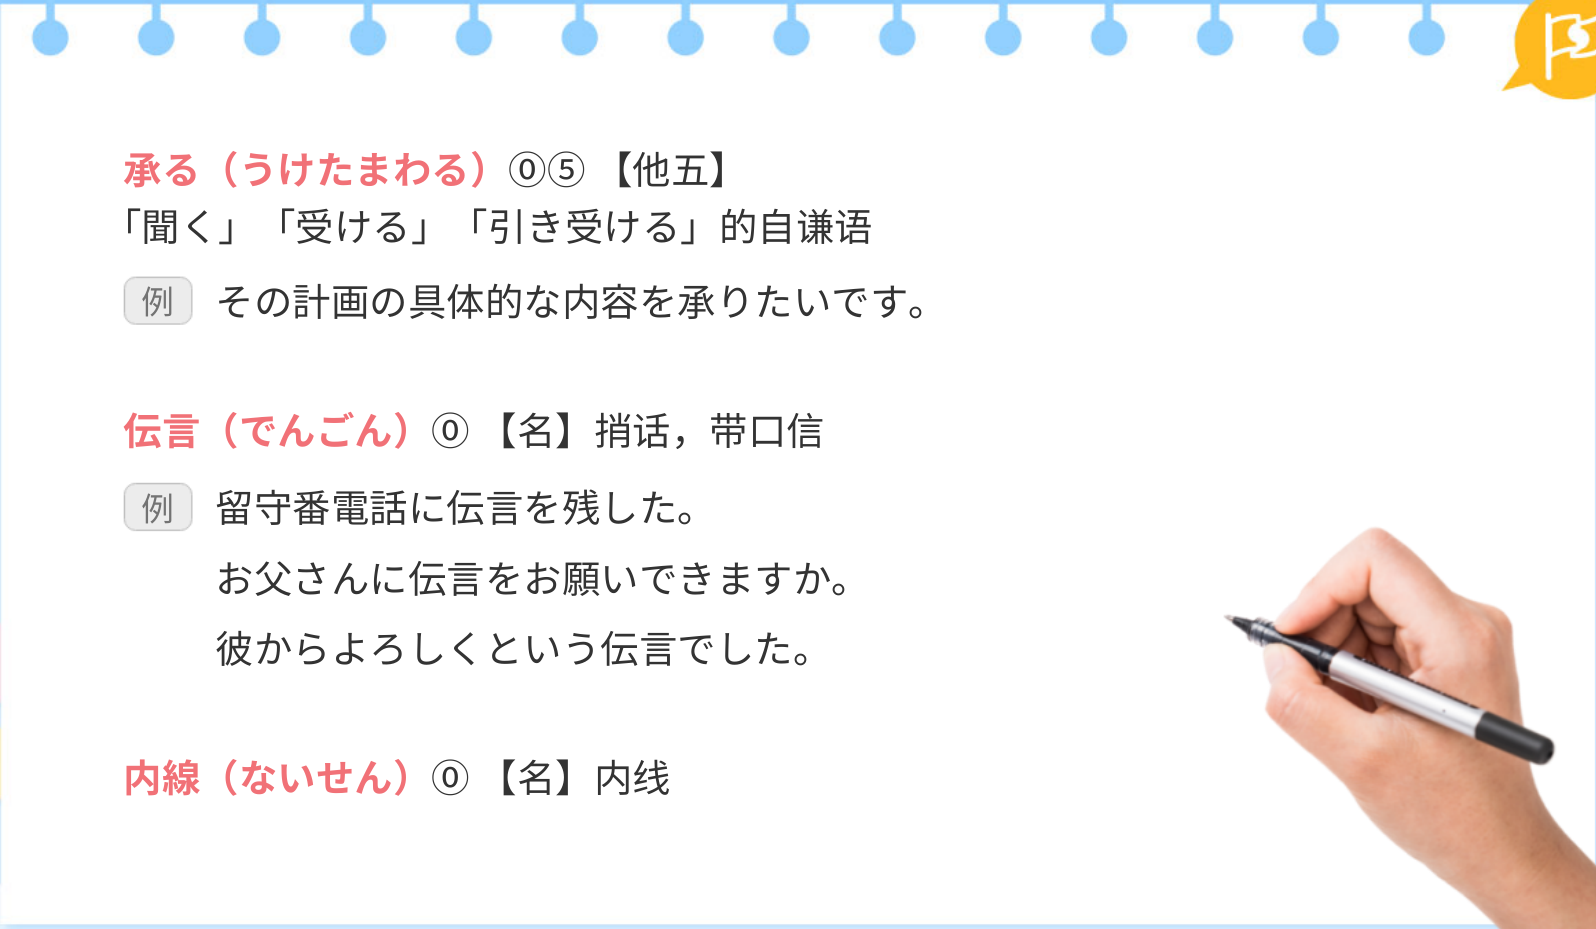 承る（うけたまわる）⓪⑤【他五】
「聞く」「受ける」「引き受ける」的自谦语
例 その計画の具体的な内容を承りたいです。
伝言（でんごん）⓪【名】捎话，带口信
例 留守番電話に伝言を残した。
お父さんに伝言をお願いできますか。
彼からよろしくという伝言でした。
内線（ないせん）⓪【名】内线